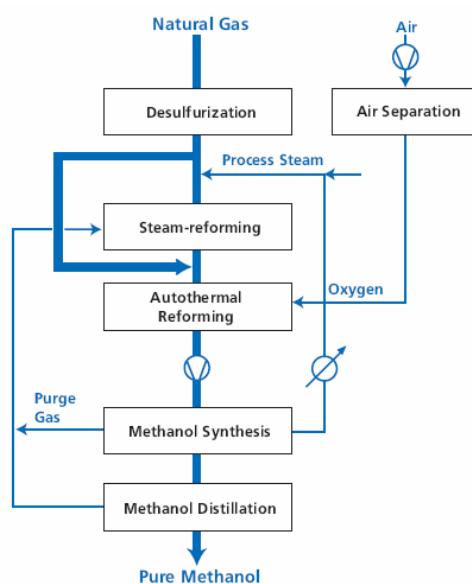 Natural Gas
Air
Desulfurization
Air Separation
Process Steam
Steam-reforming
Oxygen
Autothermal
Reforming
Purge
Gas
Methanol Synthesis
Methanol Distillation
Pure Methanol